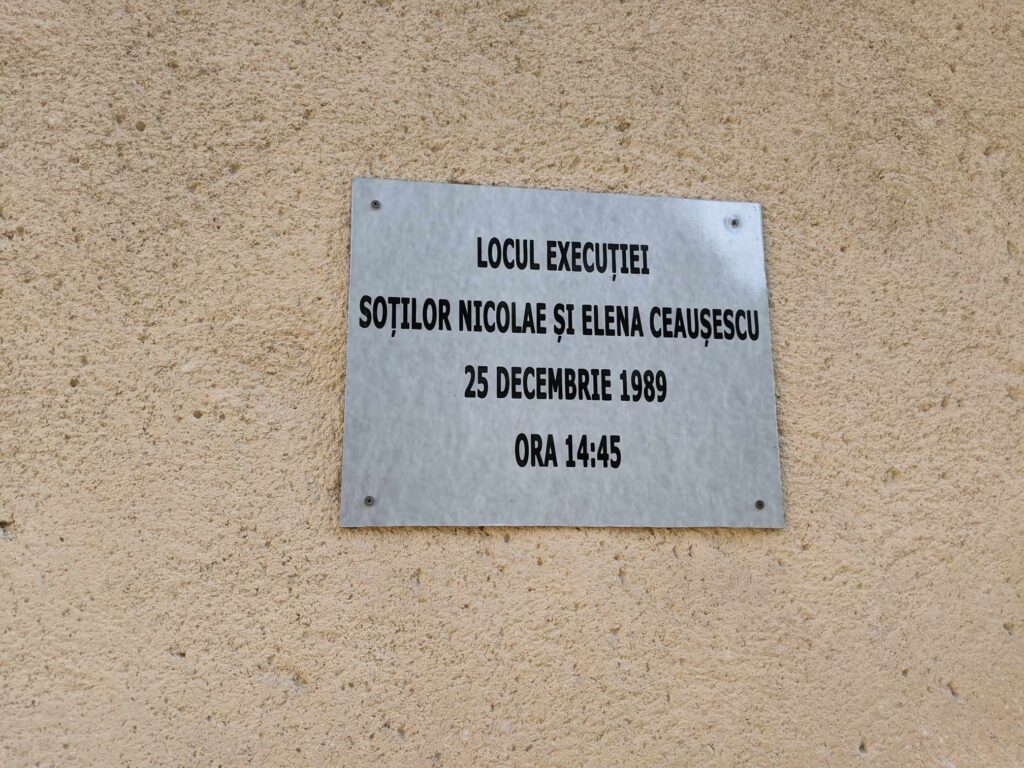 LOCUL EXECUȚIEI
SOȚILOR NICOLAE ȘI ELENA CEAUȘESCU
25 DECEMBRIE 1989
ORA 14:45